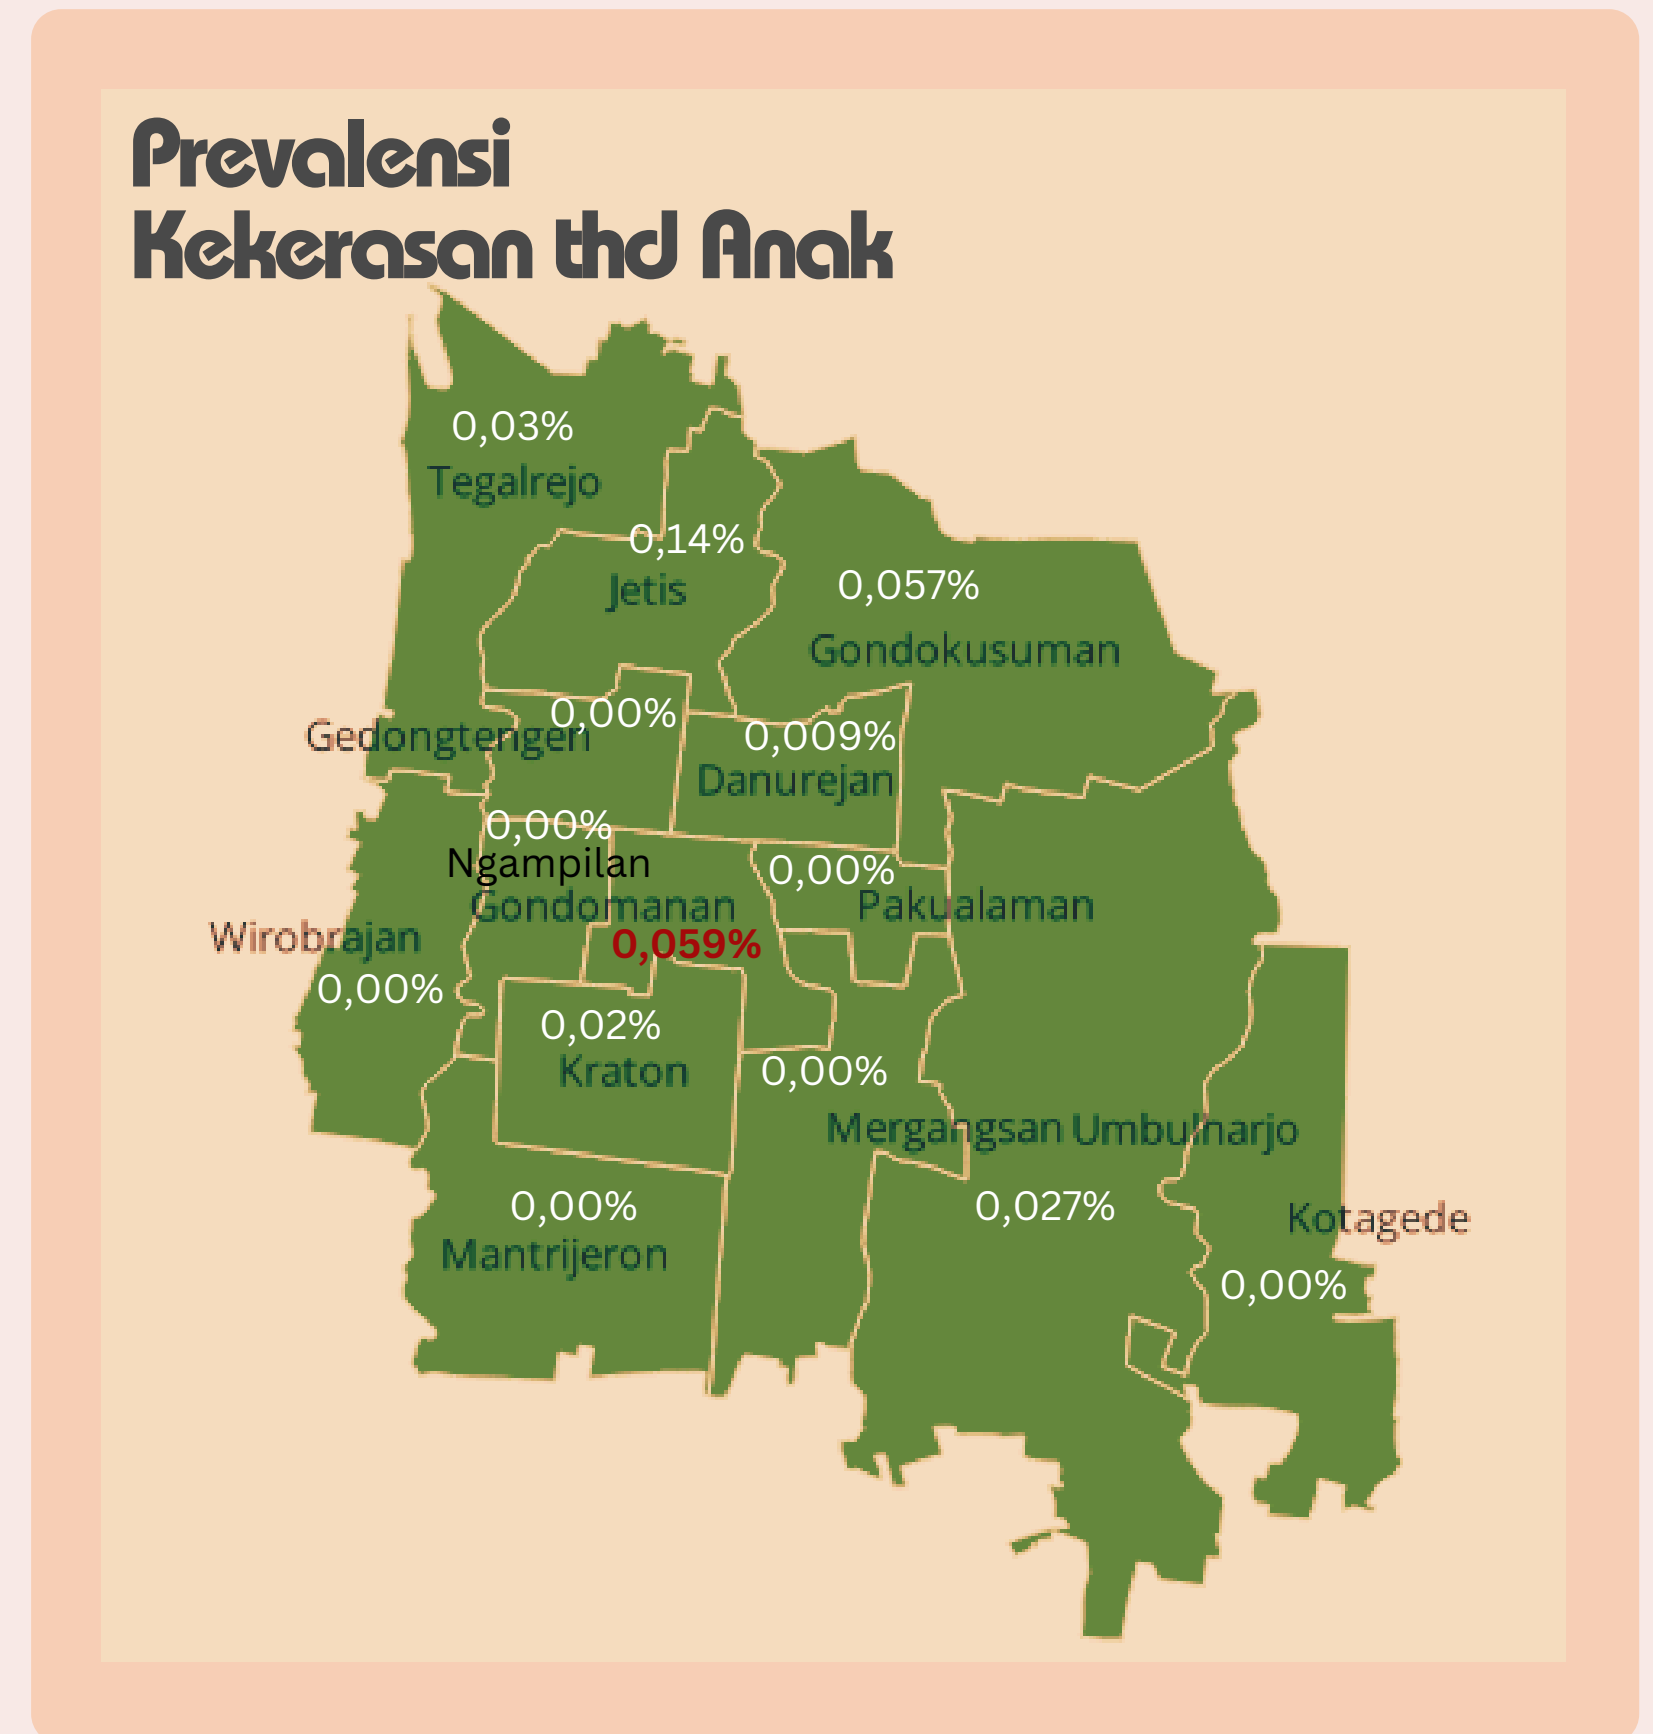 Prevalensi
Kekerasan thd Anak
0,03%
Tegalrejo
0,14%
Jetis
0,057%
Gondokusuman
0,00%
Gedongtengen
0,009%
Danurejan
0,00%
Ngampilan
0,00%
Pakualaman
Gondomanan
0,059%
Wirobrajan
0,00%
0,02%
Kraton
0,00%
Mergangsan
Umbulharjo
0,027%
0,00%
Mantrijeron
Kotagede
0,00%